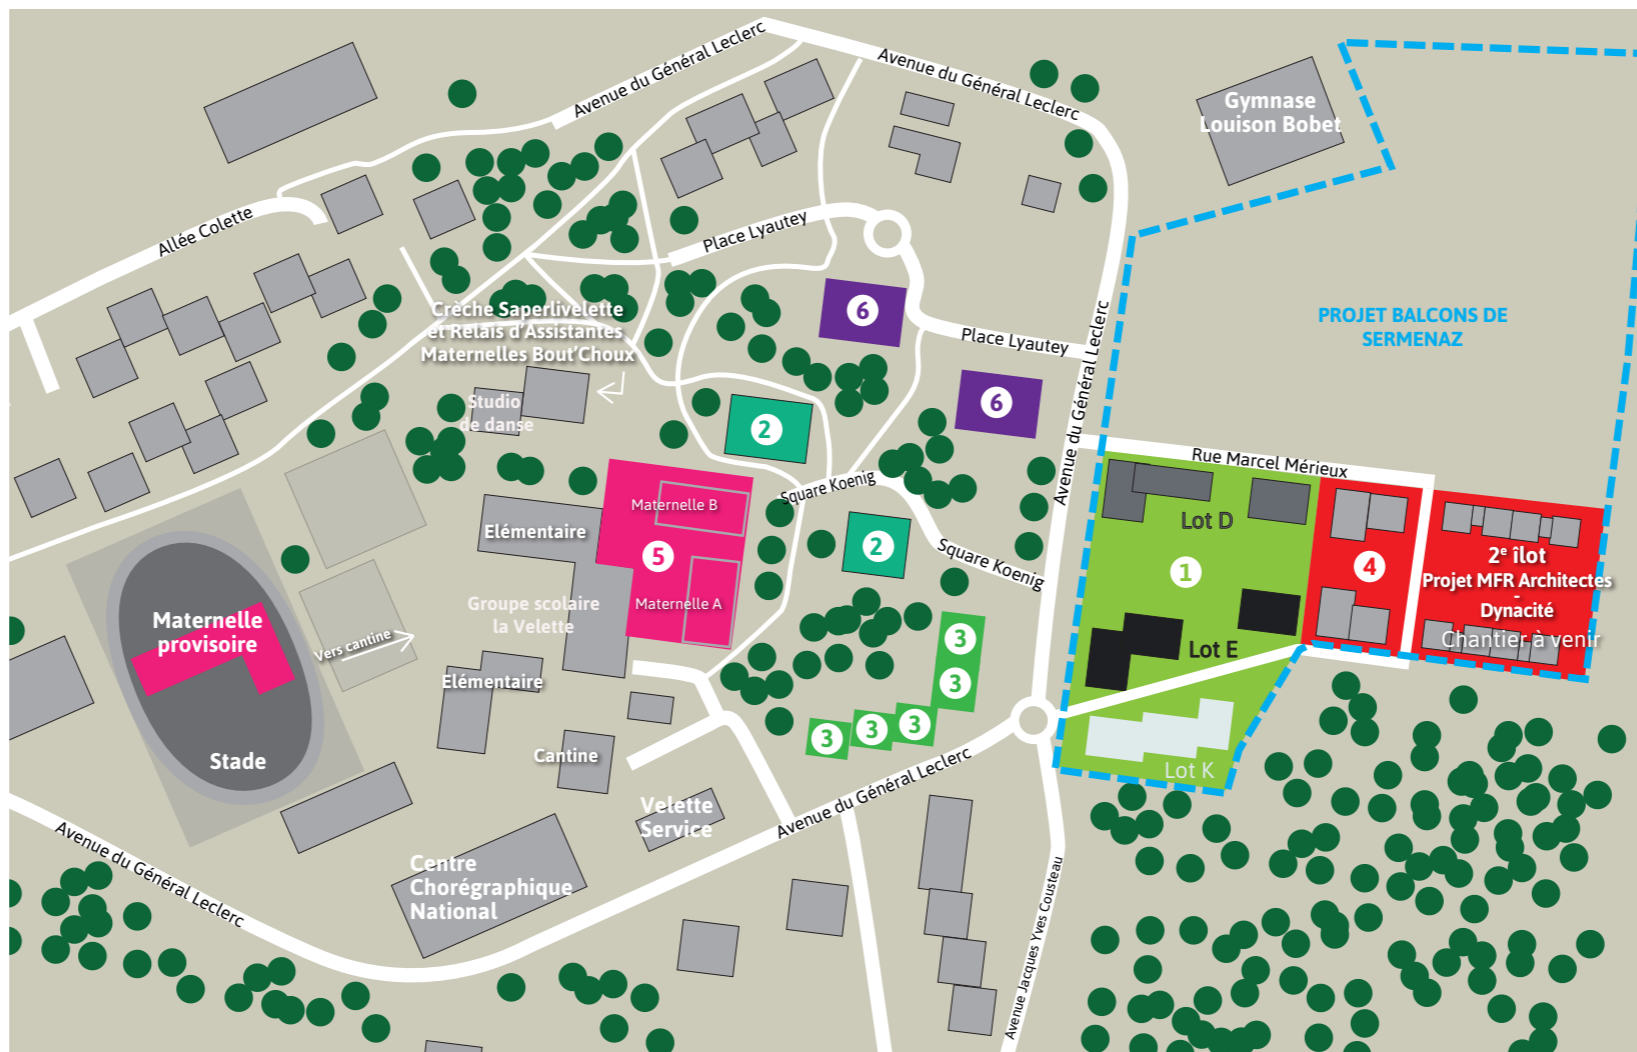 Avenue du Général Leclerc
Avenue du Général Leclerc
Gymnase
Louison Bobet
Allée Colette
Place Lyautey
Crèche Saperlivelette
et Relais d'Assistantes
Maternelles Bout'Choux
6
Place Lyautey
Avenue du Général Leclerc
PROJET BALCONS DE
SERMENAZ
Studio
de danse
2
6
Rue Marcel Mérieux
Square Koenig
Maternelle B
Elémentaire
5
2
Square Koenig
Lot D
1
4
2e îlot
Projet MFR Architectes
-
Dynacité
Chantier à venir
Maternelle A
Groupe scolaire
la Velette
Maternelle
provisoire
Vers cantine
Elémentaire
3
3
3
3
3
Lot E
Stade
Cantine
Lot K
Velette
Service
Avenue du Général Leclerc
Avenue du Général Leclerc
Centre
Chorégraphique
National
Avenue Jacques Yves Cousteau